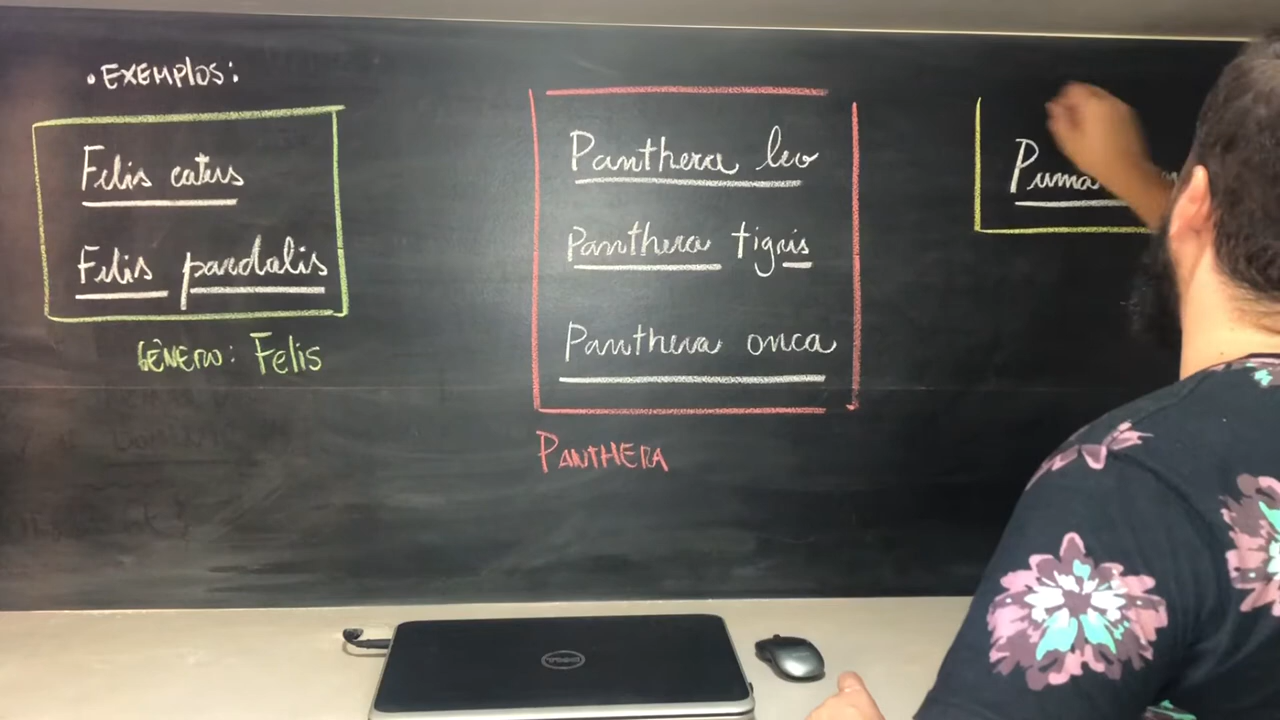 • EXEMPLOS:
Felis catus
Felis pardalis
GÊNERO: Felis
Panthera leo
Panthera tigris
Panthera onca
PANTHERA
Puma
DELL